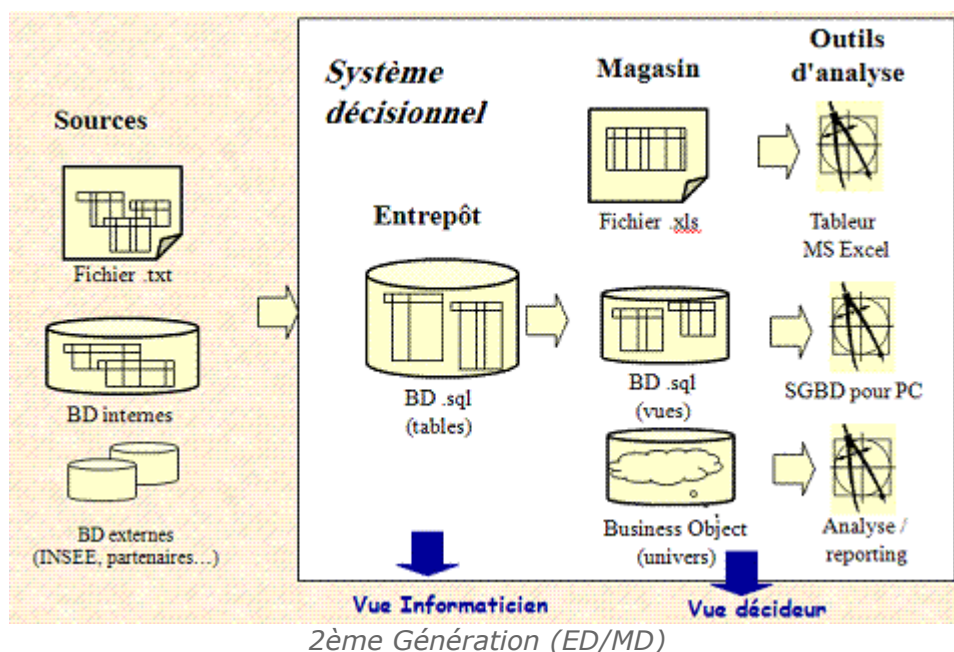 Outils
d'analyse
Magasin
Système
décisionnel
Sources
Entrepôt
Fichier .txt
Fichier .xls
Tableur
MS Excel
BD internes
BD .sql
(tables)
BD .sql
(vues)
SGBD pour PC
BD externes
(INSEE, partenaires…)
Business Object
(univers)
Analyse /
reporting
Vue Informaticien
Vue décideur
2ème Génération (ED/MD)